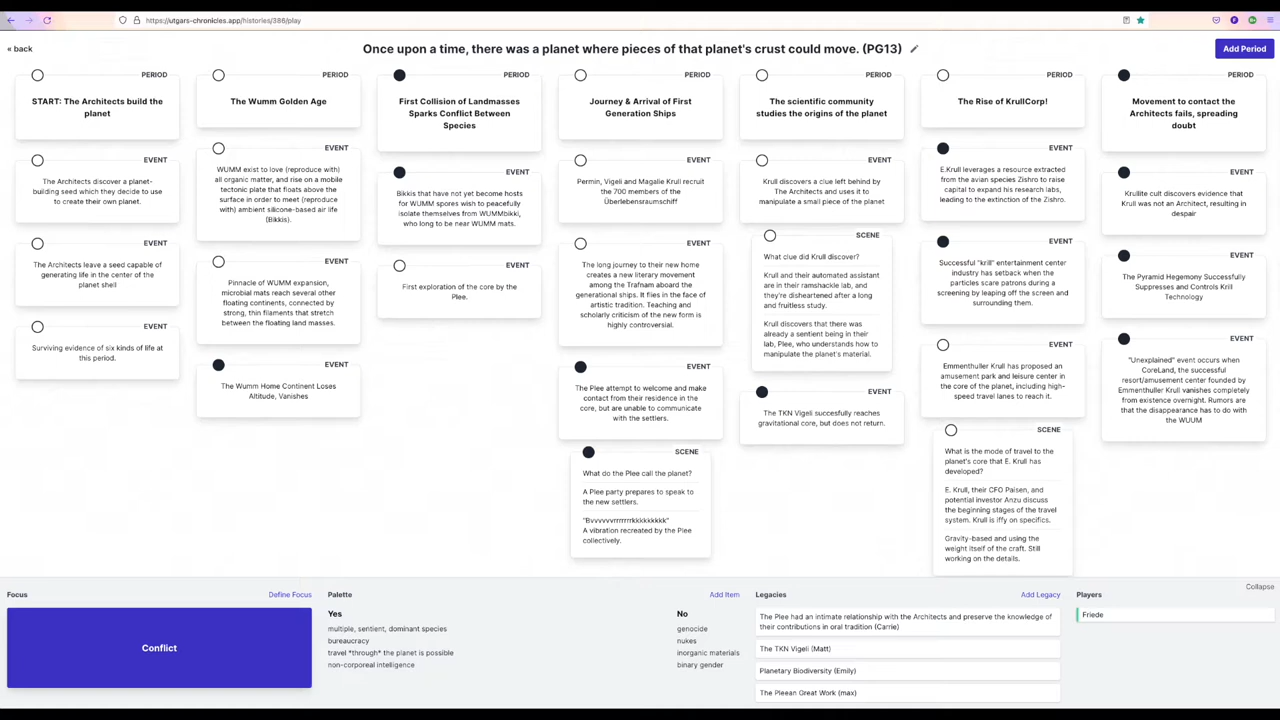 https://utgars-chronicles.app/histories/386/play
« back
Once upon a time, there was a planet where pieces of that planet's crust could move. (PG13)
Add Period
PERIOD
START: The Architects build the
planet
EVENT
The Architects discover a planet-
building seed which they decide to use
to create their own planet.
EVENT
The Architects leave a seed capable of
generating life in the center of the
planet shell
EVENT
Surviving evidence of six kinds of life at
this period.
PERIOD
The Wumm Golden Age
EVENT
WUMM exist to love (reproduce with)
all organic matter, and rise on a mobile
tectonic plate that floats above the
surface in order to meet (reproduce
with) ambient silicone-based air life
(Bikkis).
EVENT
Pinnacle of WUMM expansion,
microbial mats reach several other
floating continents, connected by
strong, thin filaments that stretch
between the floating land masses.
EVENT
The Wumm Home Continent Loses
Altitude, Vanishes
PERIOD
First Collision of Landmasses
Sparks Conflict Between
Species
EVENT
Bikkis that have not yet become hosts
for WUMM spores wish to peacefully
isolate themselves from WUMMbikki,
who long to be near WUMM mats.
EVENT
First exploration of the core by the
Plee.
PERIOD
Journey & Arrival of First
Generation Ships
EVENT
Permin, Vigeli and Magalie Krull recruit
the 700 members of the
Überlebensraumschiff
EVENT
The long journey to their new home
creates a new literary movement
among the Trafnam aboard the
generational ships. It flies in the face of
artistic tradition. Teaching and
scholarly criticism of the new form is
highly controversial.
EVENT
The Plee attempt to welcome and make
contact from their residence in the
core, but are unable to communicate
with the settlers.
SCENE
What do the Plee call the planet?
A Plee party prepares to speak to
the new settlers.
"Bvvvvvvrrrrrrrkkkkkkkkk"
A vibration recreated by the Plee
collectively.
PERIOD
The scientific community
studies the origins of the planet
EVENT
Krull discovers a clue left behind by
The Architects and uses it to
manipulate a small piece of the planet
SCENE
What clue did Krull discover?
Krull and their automated assistant
are in their ramshackle lab, and
they're disheartened after a long
and fruitless study.
Krull discovers that there was
already a sentient being in their
lab, Plee, who understands how to
manipulate the planet's material.
EVENT
The TKN Vigeli succesfully reaches
gravitational core, but does not return.
PERIOD
The Rise of KrullCorp!
EVENT
E.Krull leverages a resource extracted
from the avian species Zishro to raise
capital to expand his research labs,
leading to the extinction of the Zishro.
EVENT
Successful "krill" entertainment center
industry has setback when the
particles scare patrons during a
screening by leaping off the screen and
surrounding them.
EVENT
Emmenthuller Krull has proposed an
amusement park and leisure center in
the core of the planet, including high-
speed travel lanes to reach it.
SCENE
What is the mode of travel to the
planet's core that E. Krull has
developed?
E. Krull, their CFO Paisen, and
potential investor Anzu discuss
the beginning stages of the travel
system. Krull is iffy on specifics.
Gravity-based and using the
weight itself of the craft. Still
working on the details.
PERIOD
Movement to contact the
Architects fails, spreading
doubt
EVENT
Krullite cult discovers evidence that
Krull was not an Architect, resulting in
despair
EVENT
The Pyramid Hegemony Successfully
Suppresses and Controls Krill
Technology
EVENT
"Unexplained" event occurs when
CoreLand, the successful
resort/amusement center founded by
Emmenthuller Krull vanishes completely
from existence overnight. Rumors are
that the disappearance has to do with
the WUUM
Collapse
Focus
Define Focus
Conflict
Palette
Add Item
Yes
multiple, sentient, dominant species
bureaucracy
travel *through* the planet is possible
non-corporeal intelligence
No
genocide
nukes
inorganic materials
binary gender
Legacies
Add Legacy
The Plee had an intimate relationship with the Architects and preserve the knowledge of
their contributions in oral tradition (Carrie)
The TKN Vigeli (Matt)
Planetary Biodiversity (Emily)
The Pleean Great Work (max)
Players
Friede